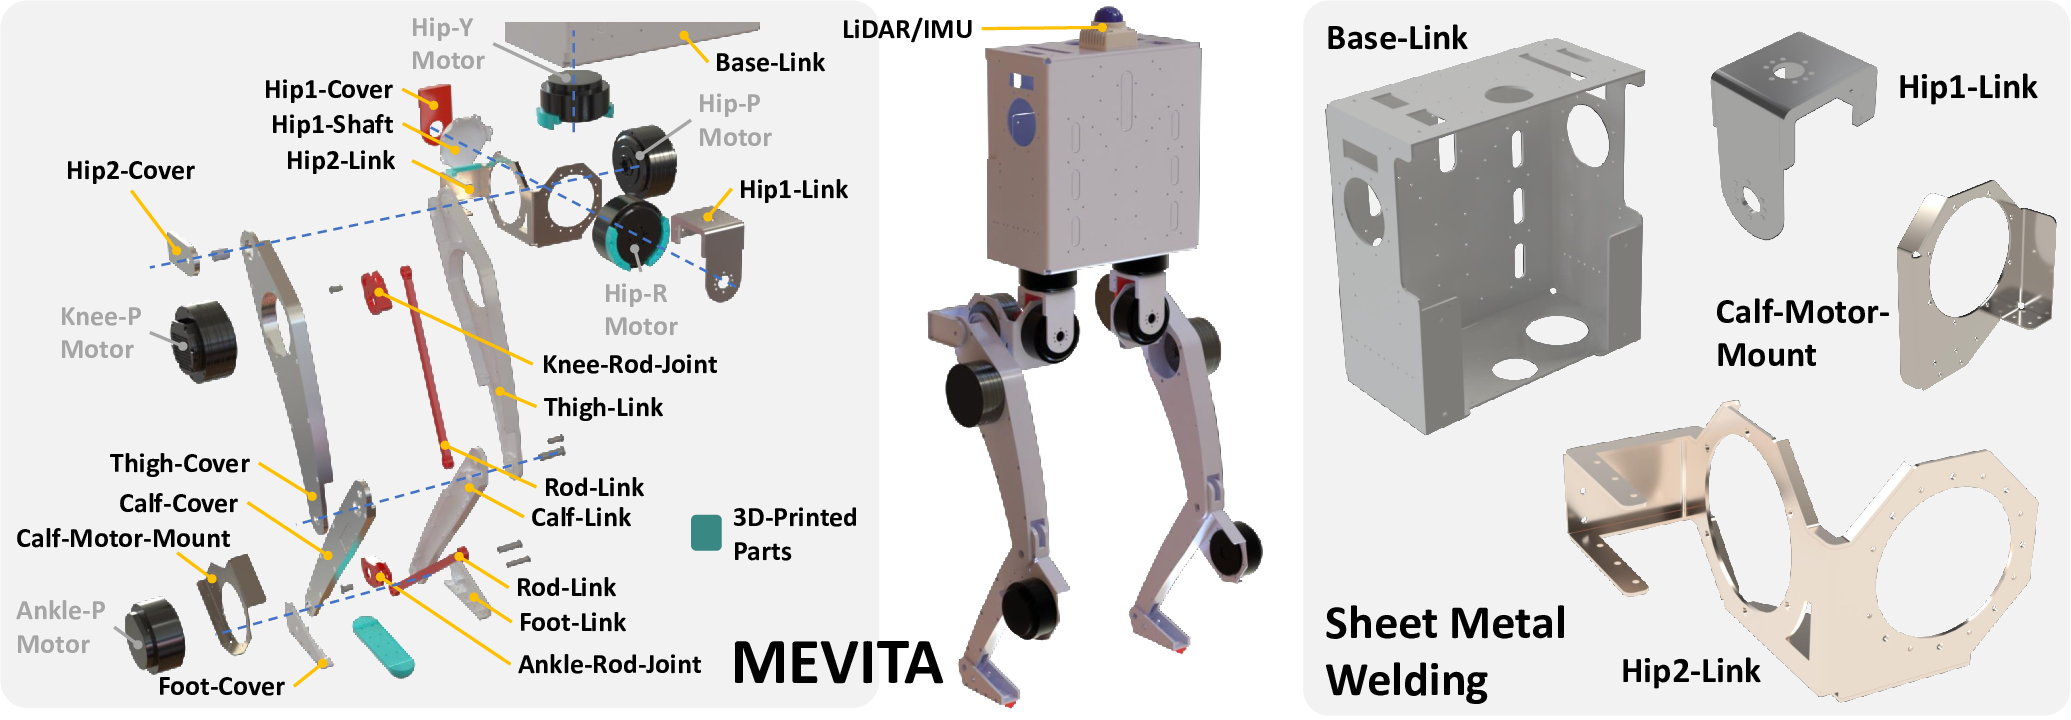 Hip-Y
Motor
Base-Link
Hip1-Cover
Hip1-Shaft
Hip2-Link
Hip-P
Motor
Hip2-Cover
Hip1-Link
Knee-P
Motor
Hip-R
Motor
Knee-Rod-Joint
Thigh-Link
Thigh-Cover
Calf-Cover
Calf-Motor-Mount
Rod-Link
Calf-Link
3D-Printed
Parts
Ankle-P
Motor
Rod-Link
Foot-Link
Ankle-Rod-Joint
Foot-Cover
LiDAR/IMU
MEVITA
Base-Link
Hip1-Link
Calf-Motor-
Mount
Hip2-Link
Sheet Metal
Welding